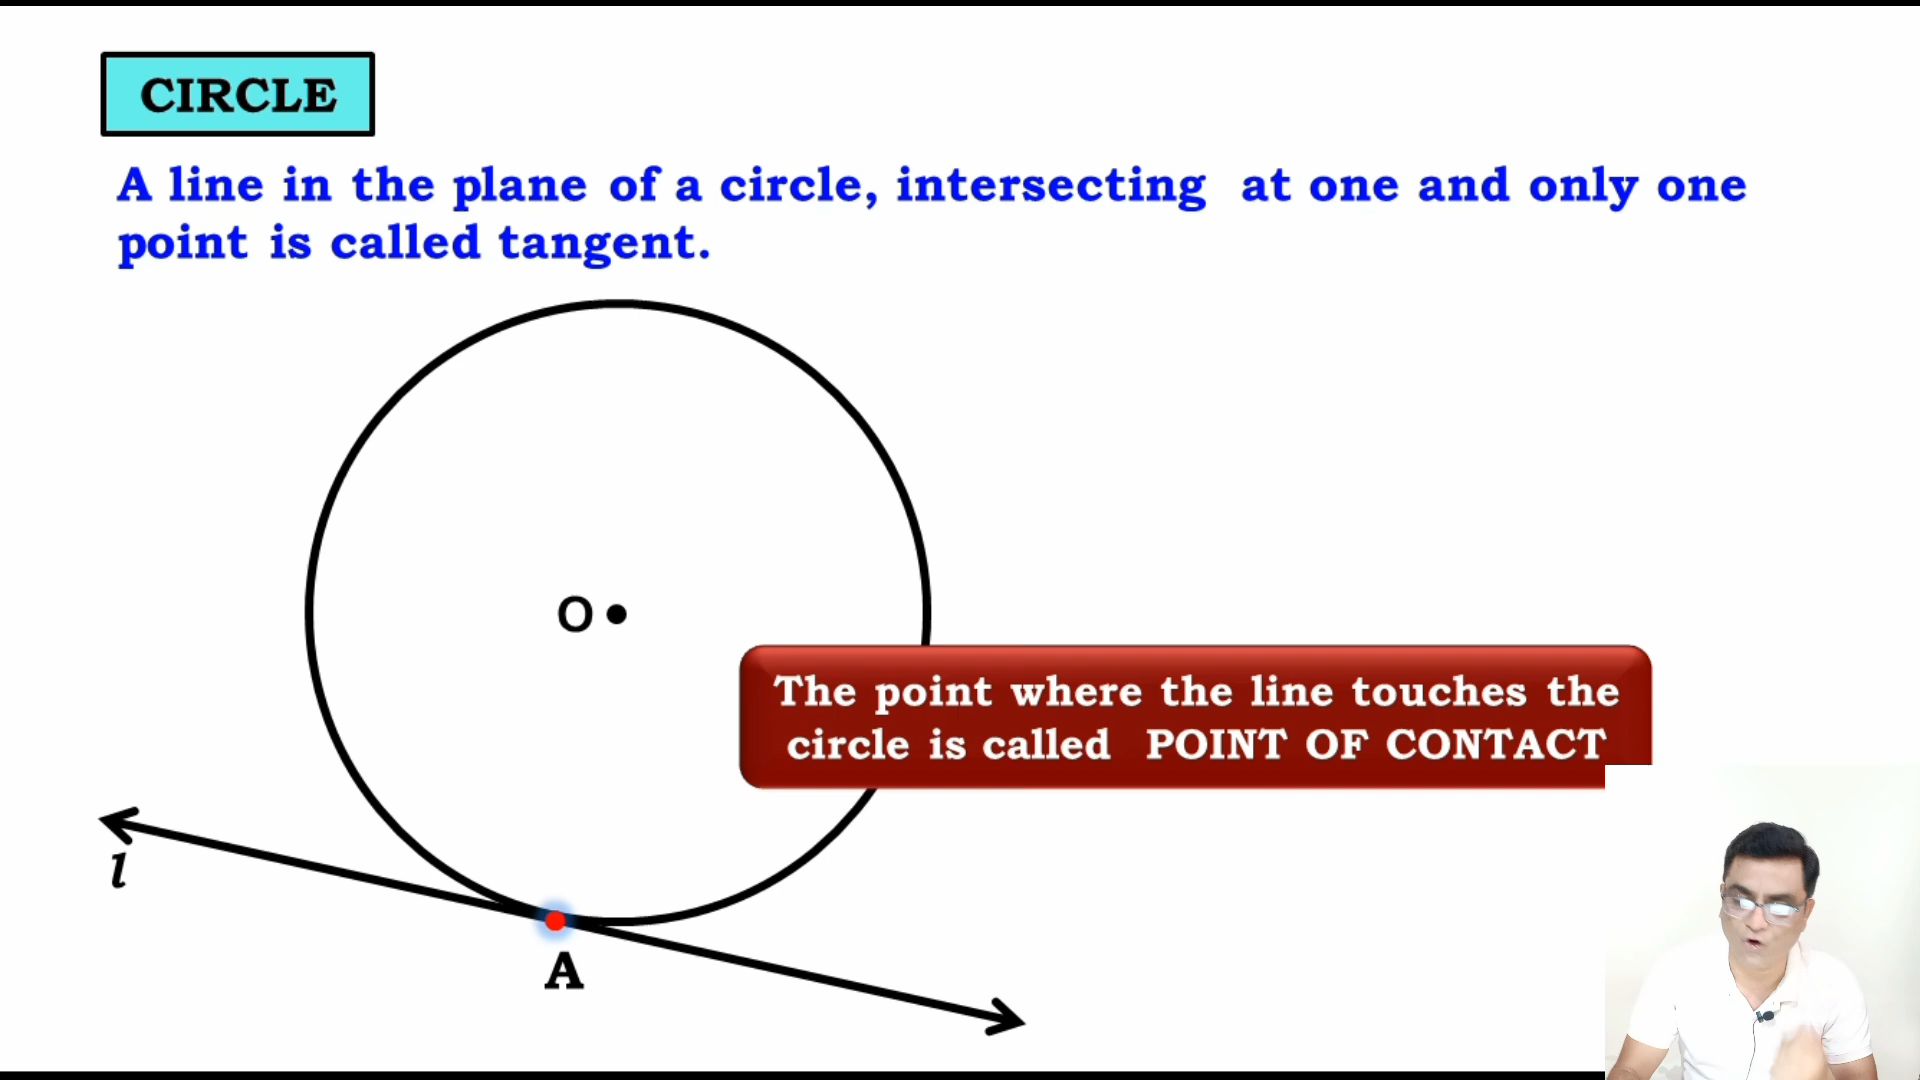 CIRCLE
A line in the plane of a circle, intersecting at one and only one
point is called tangent.
O
The point where the line touches the
circle is called POINT OF CONTACT
l
A